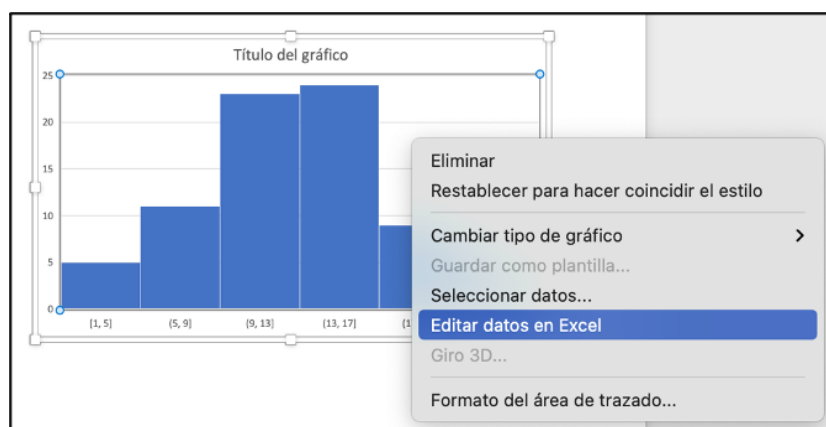 Título del gráfico
25
20
15
10
5
0
[1, 5]
(5, 9]
(9, 13]
(13, 17]
(1
Eliminar
Restablecer para hacer coincidir el estilo
Cambiar tipo de gráfico
Guardar como plantilla...
Seleccionar datos...
Editar datos en Excel
Giro 3D...
Formato del área de trazado...